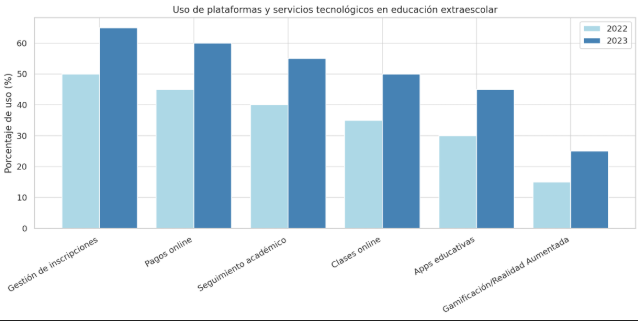 Uso de plataformas y servicios tecnológicos en educación extraescolar
2022
2023
Porcentaje de uso (%)
60
50
40
30
20
10
0
Gestión de inscripciones
Pagos online
Seguimiento académico
Clases online
Apps educativas
Gamificación/Realidad Aumentada